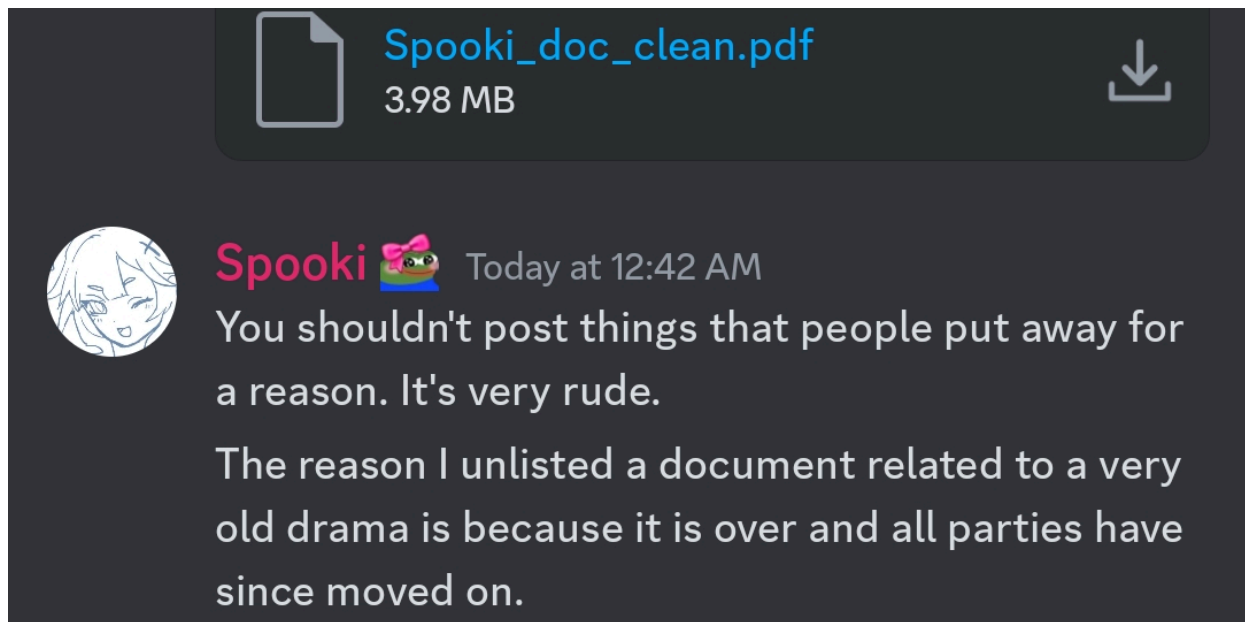 Spooki_doc_clean.pdf
3.98 MB
Spooki Today at 12:42 AM
You shouldn't post things that people put away for
a reason. It's very rude.
The reason I unlisted a document related to a very
old drama is because it is over and all parties have
since moved on.